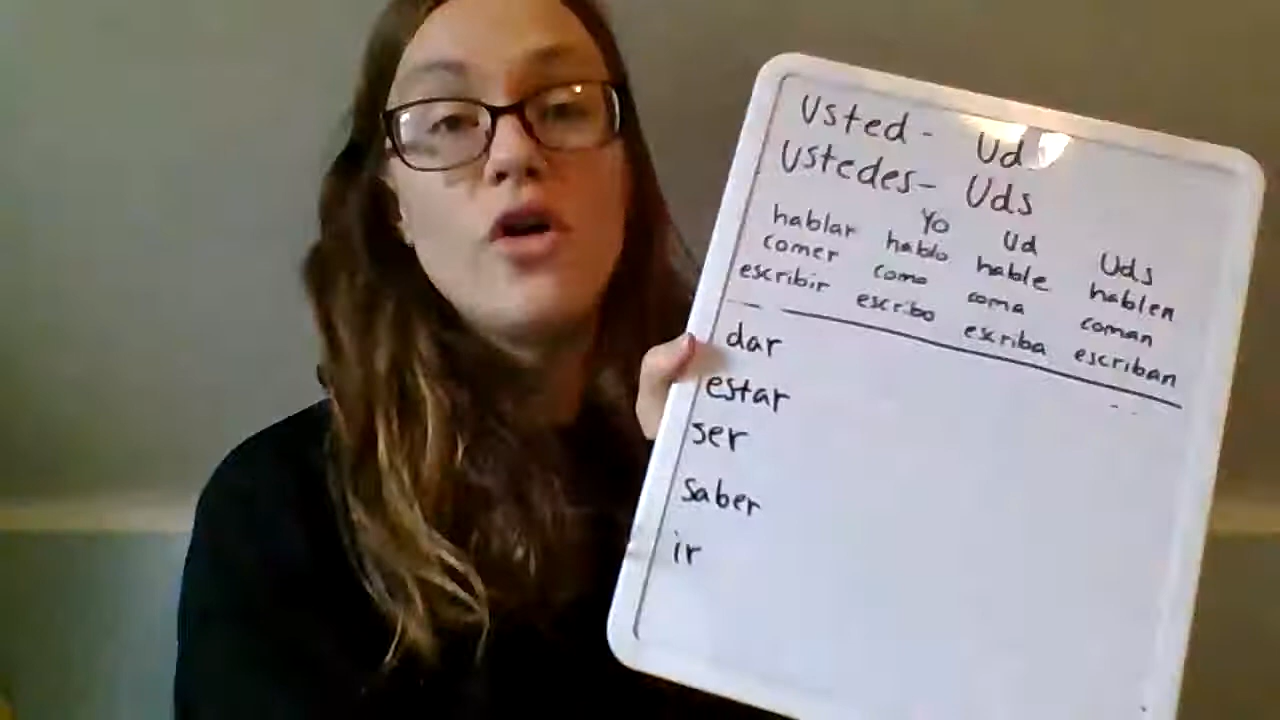 Usted - Ud
Ustedes - Uds
Yo Ud Uds
hablar hablo hable hablen
comer como coma coman
escribir escribo escriba escriban
dar
estar
ser
saber
ir